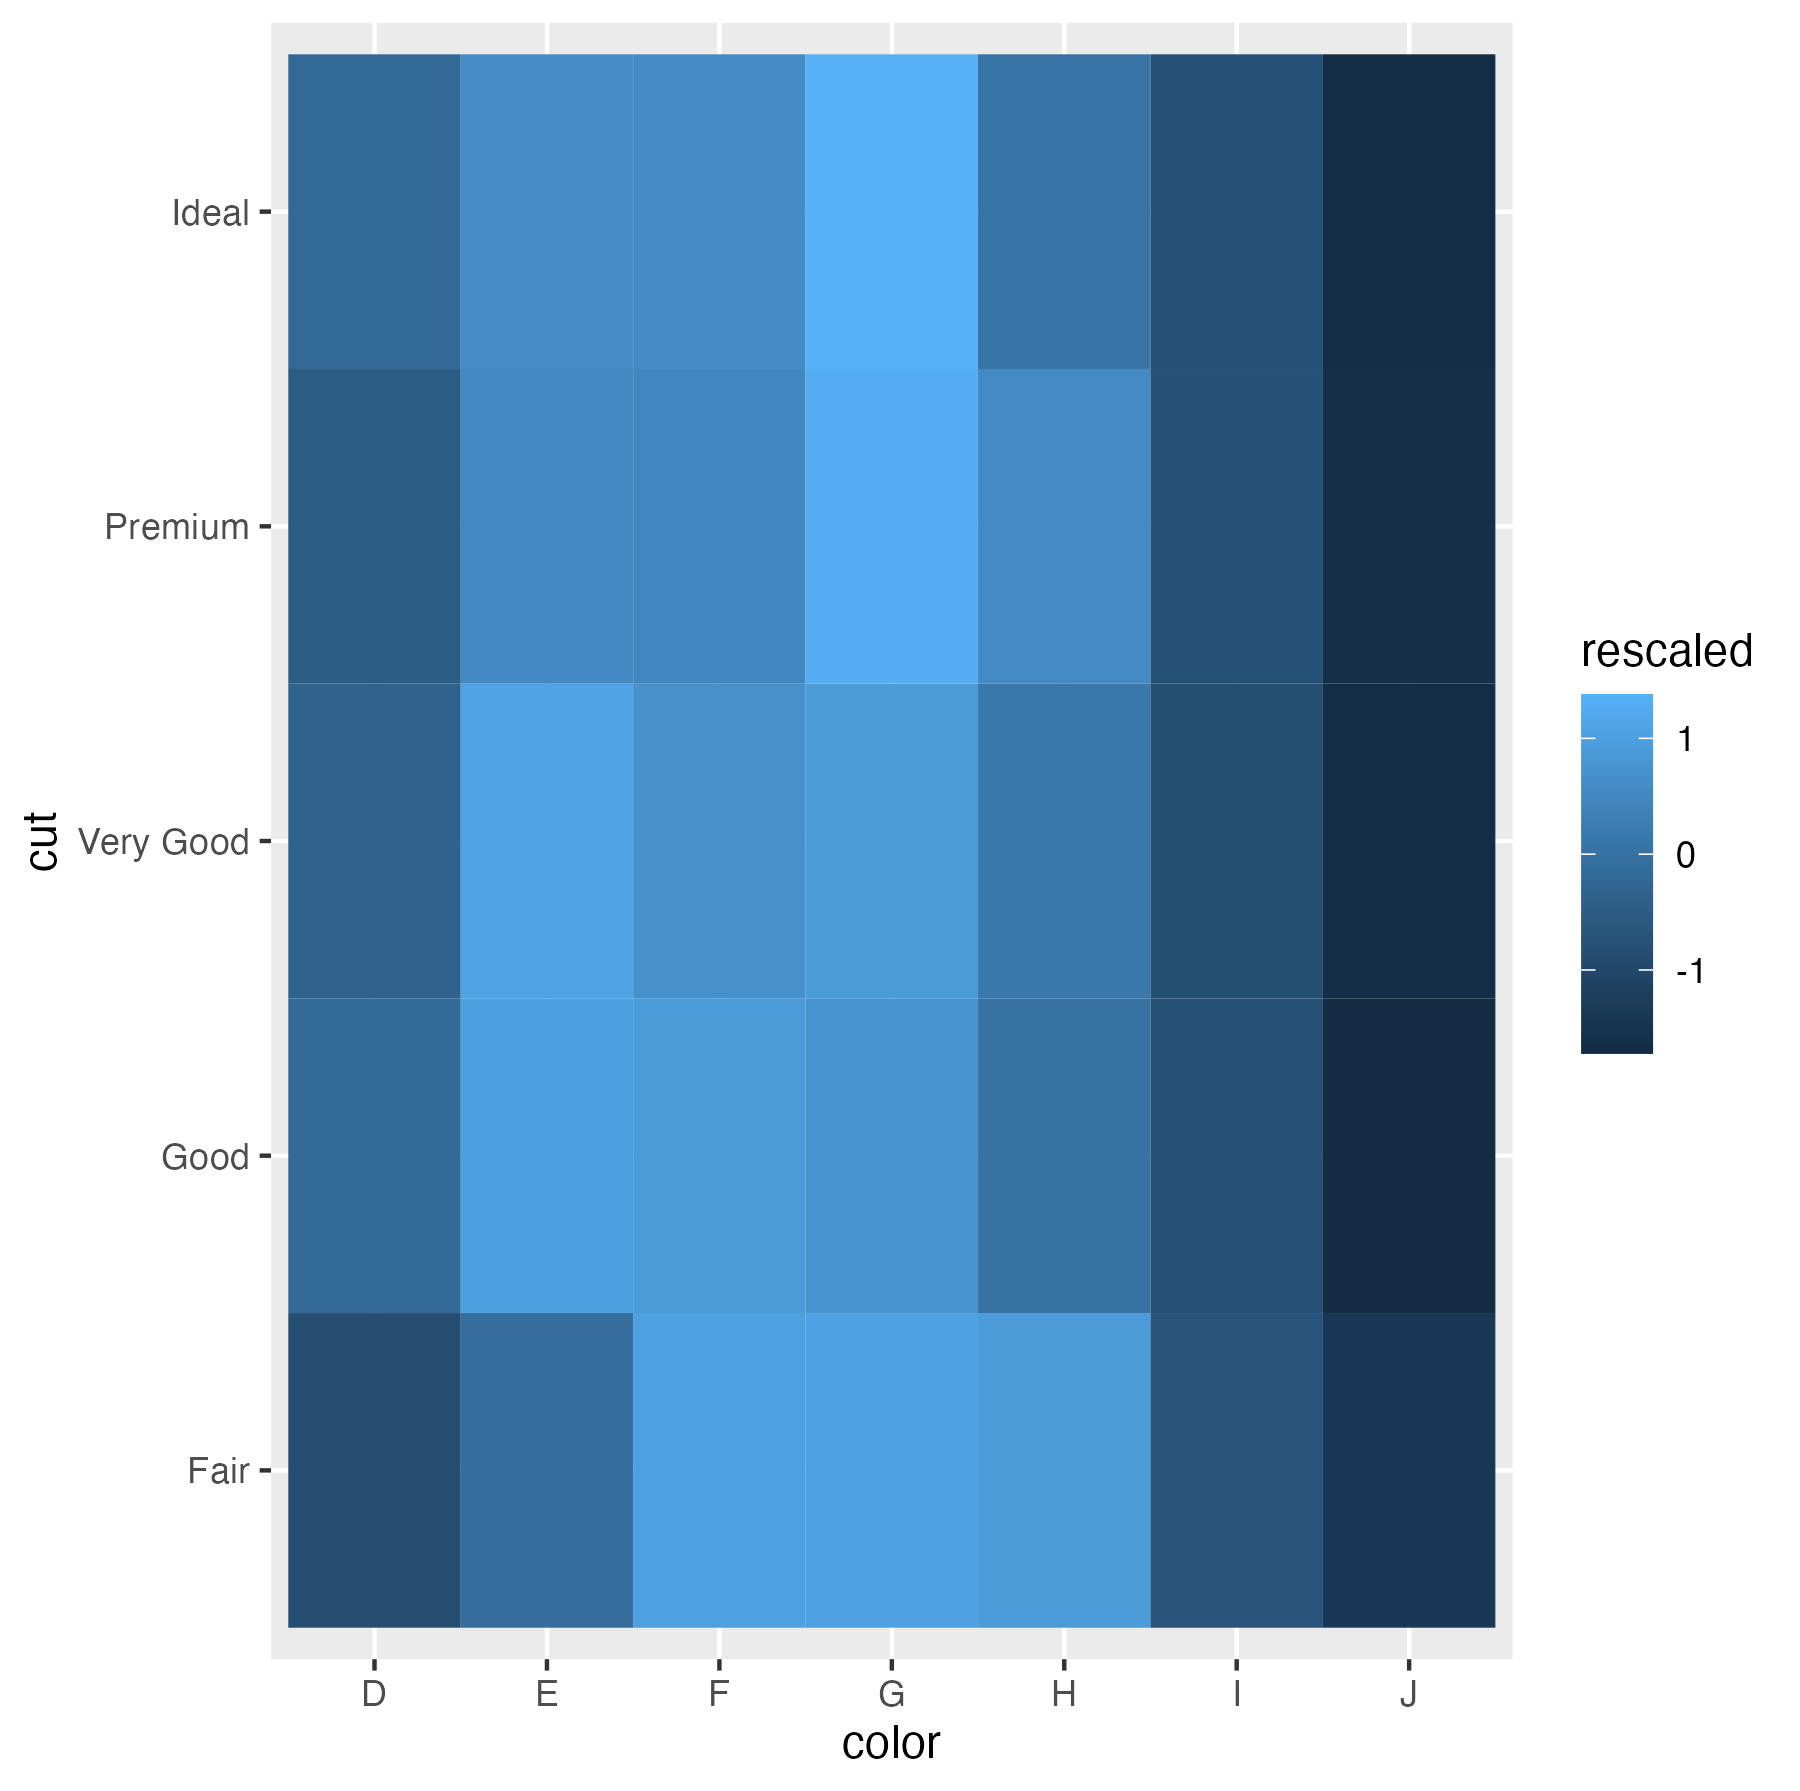 Ideal
Premium
Very Good
Good
Fair
cut
D E F G H I J
color
rescaled
1
0
-1